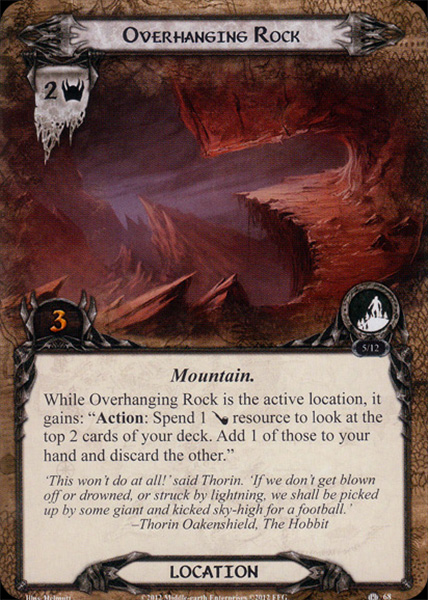 Overhanging Rock
2
3
5/12
Mountain.
While Overhanging Rock is the active location, it
gains: “Action: Spend 1 resource to look at the
top 2 cards of your deck. Add 1 of those to your
hand and discard the other.”
‘This won’t do at all!’ said Thorin. ‘If we don’t get blown
off or drowned, or struck by lightning, we shall be picked
up by some giant and kicked sky-high for a football.’
–Thorin Oakenshield, The Hobbit
LOCATION
©2012 Middle-earth Enterprises ©2012 FFG
68